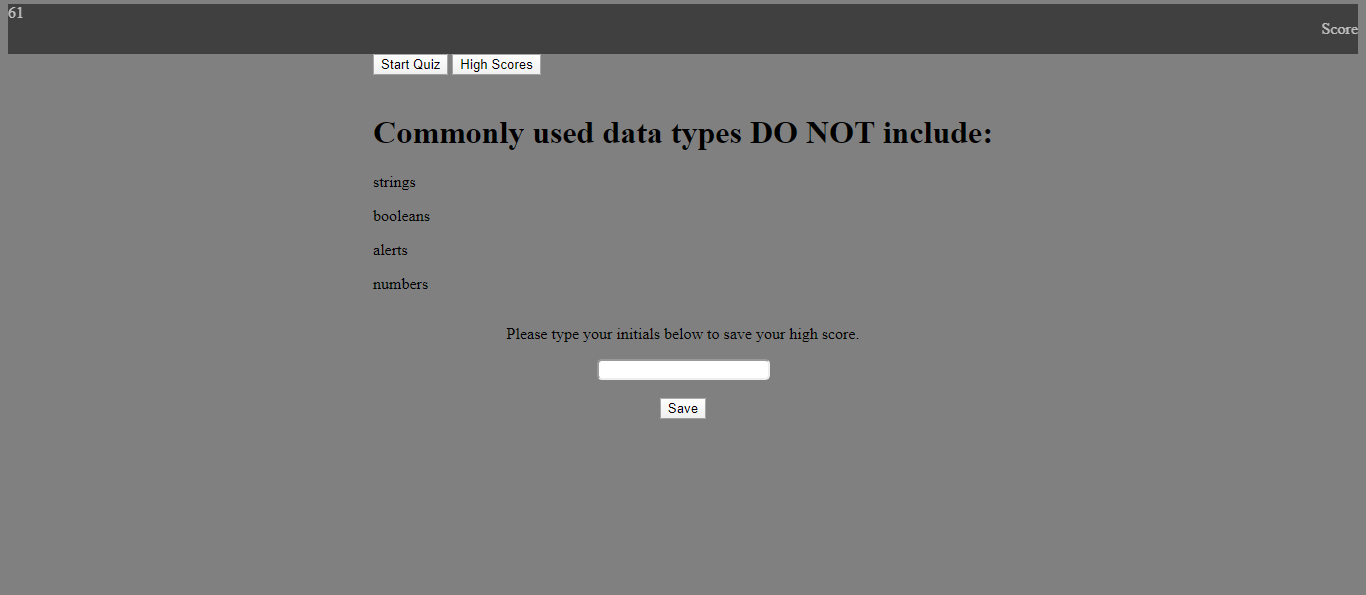 61
Score
Start Quiz High Scores
Commonly used data types DO NOT include:
strings
booleans
alerts
numbers
Please type your initials below to save your high score.
Save